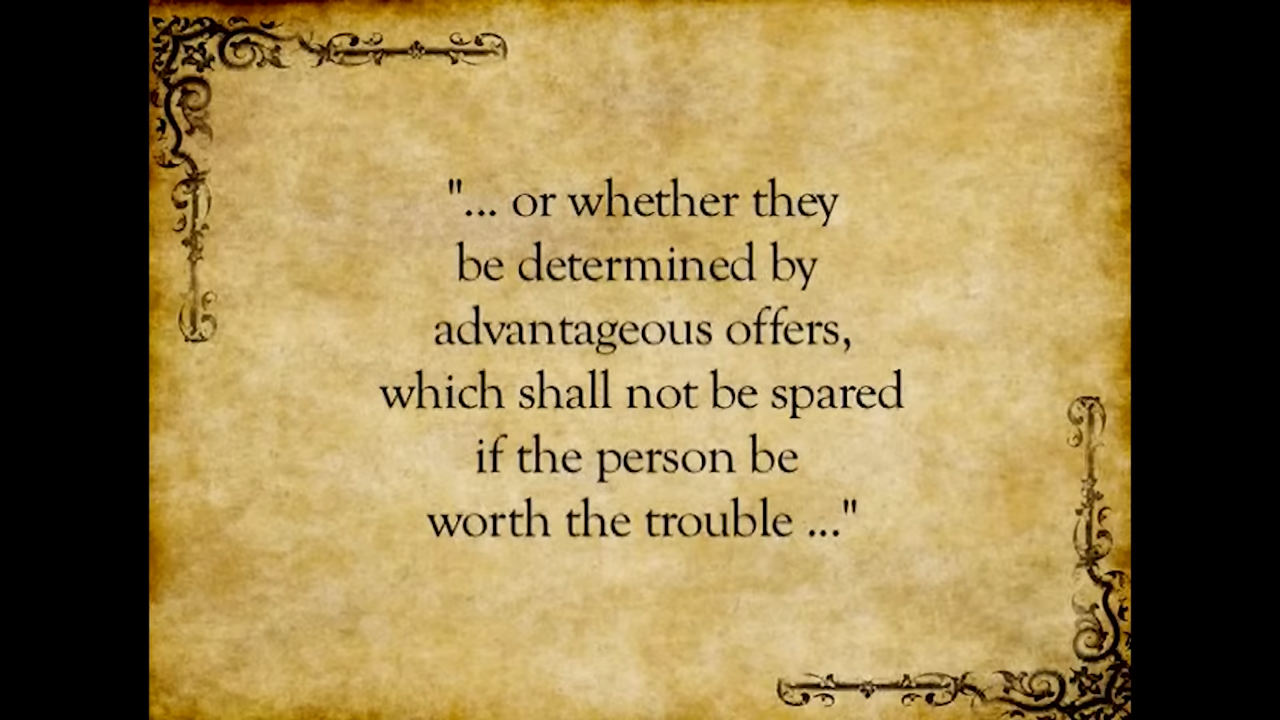 "... or whether they
be determined by
advantageous offers,
which shall not be spared
if the person be
worth the trouble ..."